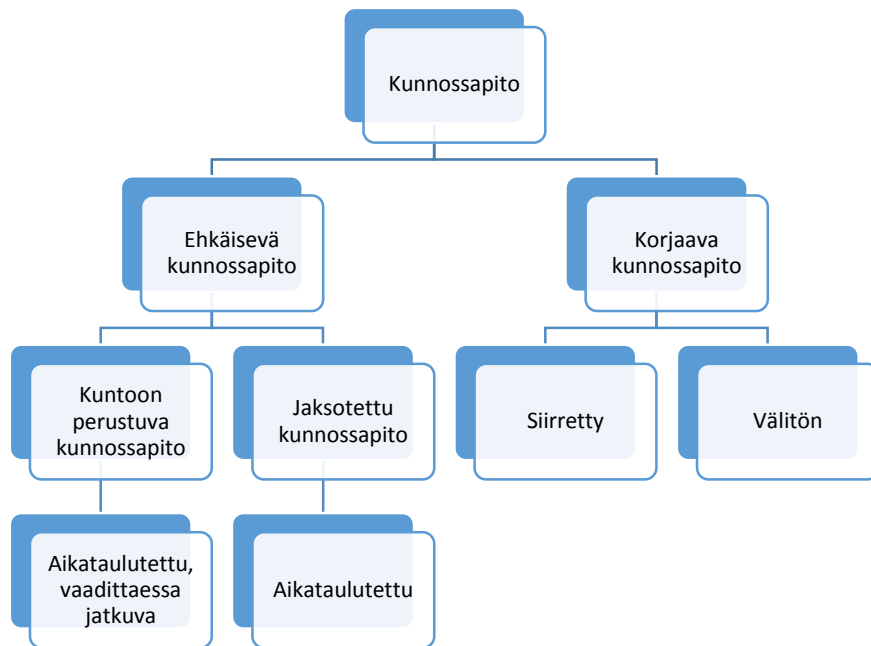 Kunnossapito
Ehkäisevä
kunnossapito
Korjaava
kunnossapito
Kuntoon
perustuva
kunnossapito
Jaksotettu
kunnossapito
Siirretty
Välitön
Aikataulutettu,
vaadittaessa
jatkuva
Aikataulutettu